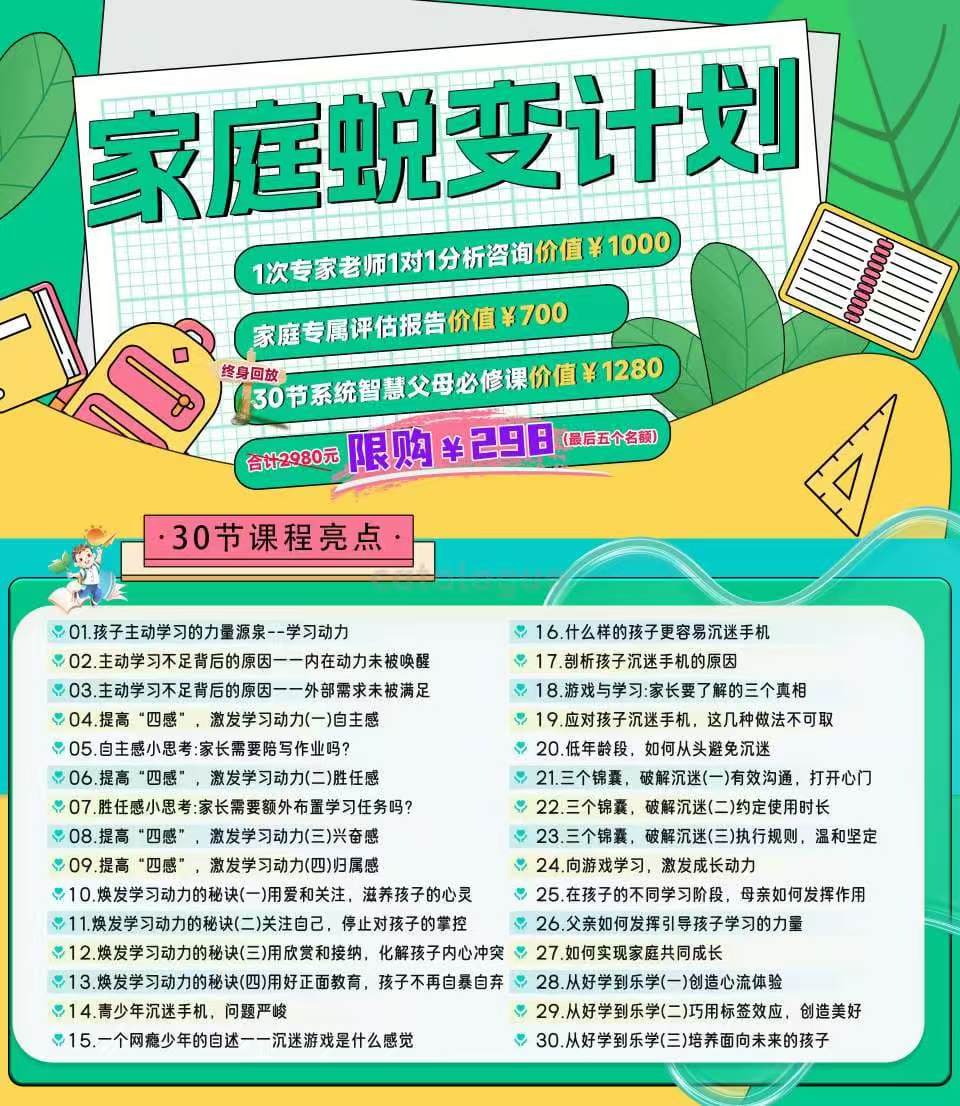 家庭蜕变计划
1次专家老师1对1分析咨询价值￥1000
家庭专属评估报告价值￥700
终身回放
30节系统智慧父母必修课价值￥1280
合计2980元 限购￥298(最后五个名额)
·30节课程亮点·
catalogue
01.孩子主动学习的力量源泉--学习动力
02.主动学习不足背后的原因——内在动力未被唤醒
03.主动学习不足背后的原因——外部需求未被满足
04.提高“四感”，激发学习动力(一)自主感
05.自主感小思考:家长需要陪写作业吗?
06.提高“四感”，激发学习动力(二)胜任感
07.胜任感小思考:家长需要额外布置学习任务吗?
08.提高“四感”，激发学习动力(三)兴奋感
09.提高“四感”，激发学习动力(四)归属感
10.焕发学习动力的秘诀(一)用爱和关注，滋养孩子的心灵
11.焕发学习动力的秘诀(二)关注自己，停止对孩子的掌控
12.焕发学习动力的秘诀(三)用欣赏和接纳，化解孩子内心冲突
13.焕发学习动力的秘诀(四)用好正面教育，孩子不再自暴自弃
14.青少年沉迷手机，问题严峻
15.一个网瘾少年的自述——沉迷游戏是什么感觉
16.什么样的孩子更容易沉迷手机
17.剖析孩子沉迷手机的原因
18.游戏与学习:家长要了解的三个真相
19.应对孩子沉迷手机，这几种做法不可取
20.低年龄段，如何从头避免沉迷
21.三个锦囊，破解沉迷(一)有效沟通，打开心门
22.三个锦囊，破解沉迷(二)约定使用时长
23.三个锦囊，破解沉迷(三)执行规则，温和坚定
24.向游戏学习，激发成长动力
25.在孩子的不同学习阶段，母亲如何发挥作用
26.父亲如何发挥引导孩子学习的力量
27.如何实现家庭共同成长
28.从好学到乐学(一)创造心流体验
29.从好学到乐学(二)巧用标签效应，创造美好
30.从好学到乐学(三)培养面向未来的孩子